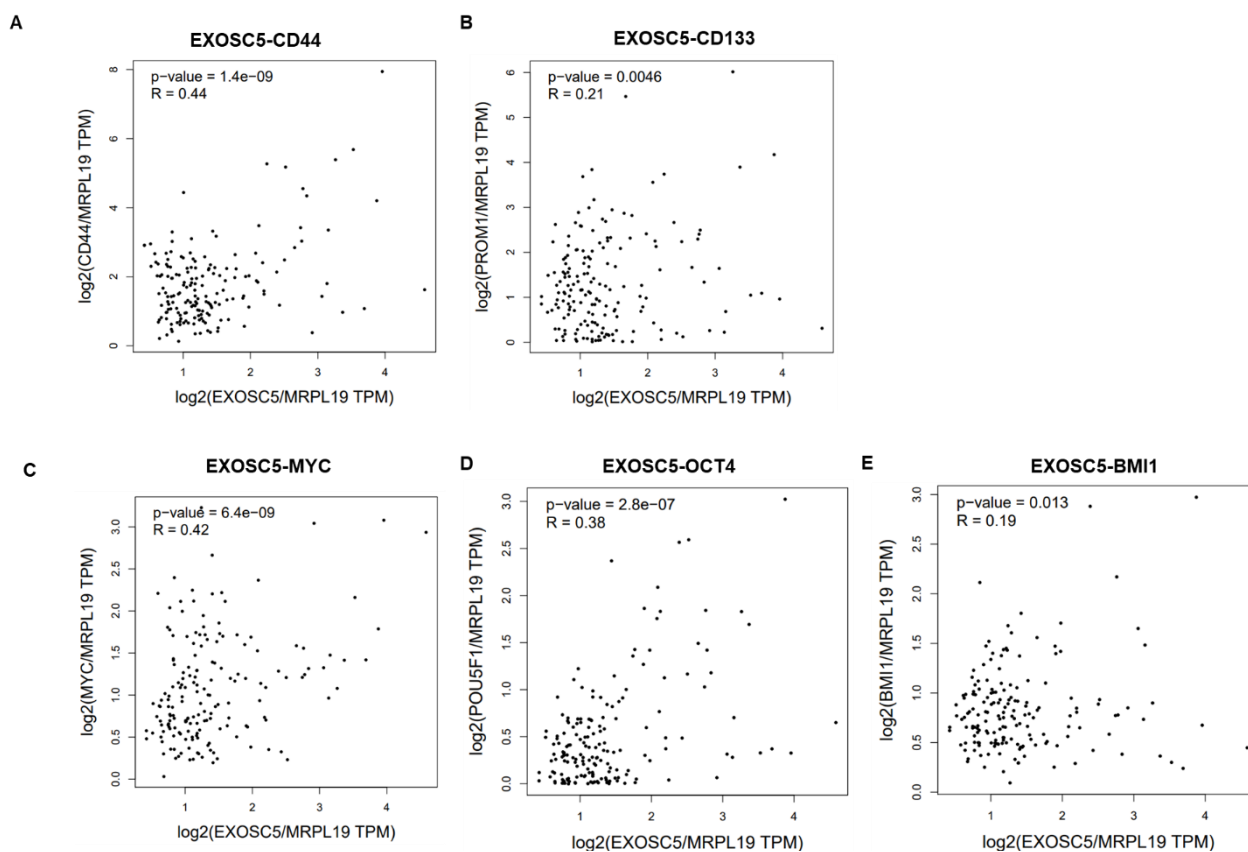 A
EXOSC5-CD44
p-value = 1.4e-09
R = 0.44
8
6
4
2
0
log2(CD44/MRPL19 TPM)
1 2 3 4
log2(EXOSC5/MRPL19 TPM)
B
EXOSC5-CD133
p-value = 0.0046
R = 0.21
6
5
4
3
2
1
0
log2(PROM1/MRPL19 TPM)
1 2 3 4
log2(EXOSC5/MRPL19 TPM)
C
EXOSC5-MYC
p-value = 6.4e-09
R = 0.42
3.0
2.5
2.0
1.5
1.0
0.5
0.0
log2(MYC/MRPL19 TPM)
1 2 3 4
log2(EXOSC5/MRPL19 TPM)
D
EXOSC5-OCT4
p-value = 2.8e-07
R = 0.38
3.0
2.5
2.0
1.5
1.0
0.5
0.0
log2(POU5F1/MRPL19 TPM)
1 2 3 4
log2(EXOSC5/MRPL19 TPM)
E
EXOSC5-BMI1
p-value = 0.013
R = 0.19
3.0
2.5
2.0
1.5
1.0
0.5
0.0
log2(BMI1/MRPL19 TPM)
1 2 3 4
log2(EXOSC5/MRPL19 TPM)